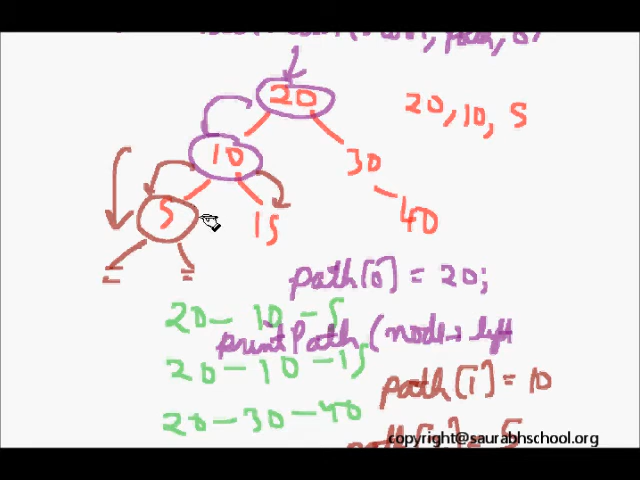 20
20, 10, 5
10
30
5
15
40
path[0] = 20;
20 - 10 - 5
printPath (node → left
20 - 10 - 15
path[1] = 10
20 - 30 - 40
copyright@saurabhschool.org